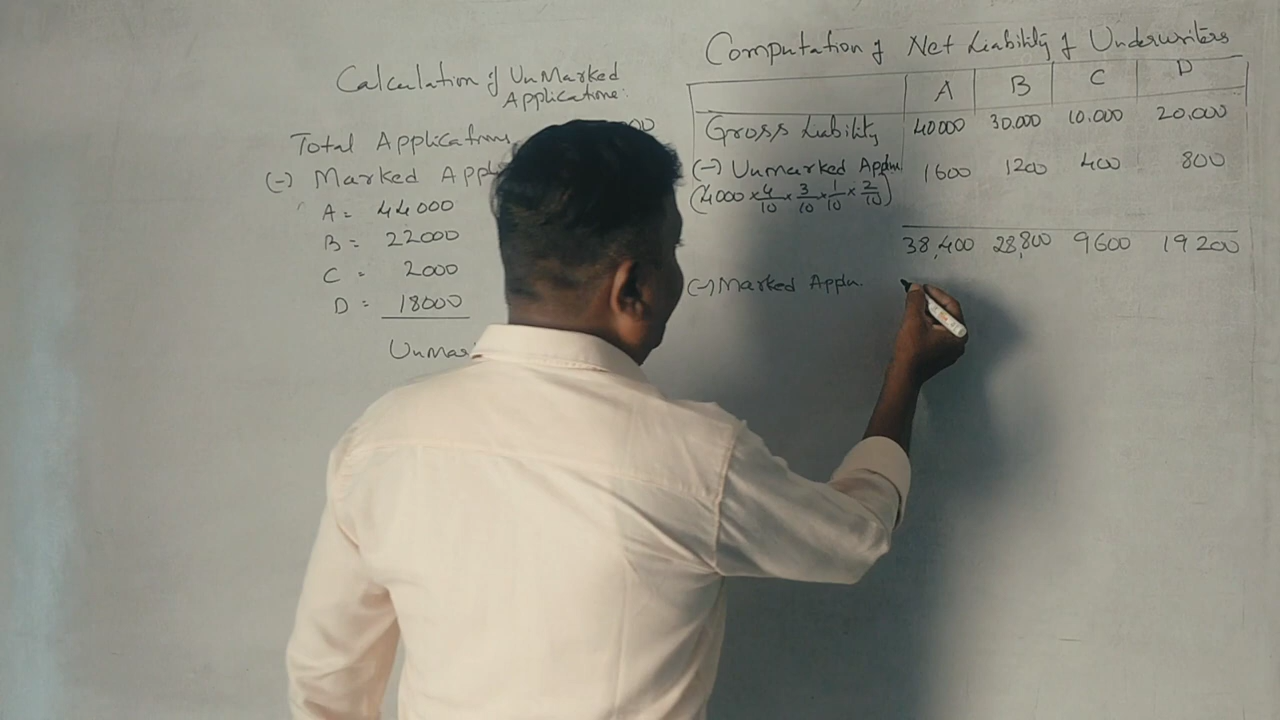 Calculation of UnMarked
Applications:
Total Applications
(-) Marked Appl
A = 44000
B = 22000
C = 2000
D = 18000
Unmar
Computation of Net Liability of Underwriters
A B C D
Gross Liability 40000 30.000 10.000 20.000
(-) Unmarked Appln 1600 1200 400 800
(4000 × 4/10 × 3/10 × 1/10 × 2/10)
38,400 28,800 9600 19200
(-) Marked Appln.